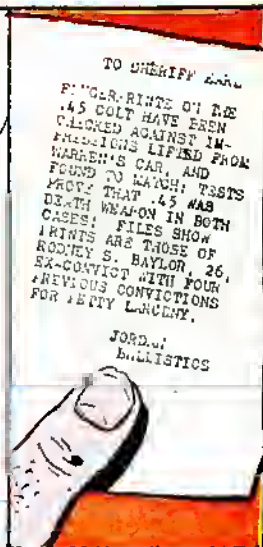 TO SHERIFF
FINGERPRINTS ON THE
.45 COLT HAVE BEEN
CHECKED AGAINST IM-
PRESSIONS LIFTED FROM
WARREN'S CAR, AND
FOUND TO MATCH! TESTS
PROVE THAT .45 WAS
DEATH WEAPON IN BOTH
CASES! FILES SHOW
PRINTS ARE THOSE OF
RODNEY S. BAYLOR, 26,
EX-CONVICT WITH FOUR
PREVIOUS CONVICTIONS
FOR PETTY LARCENY.
JORDAN
BALLISTICS